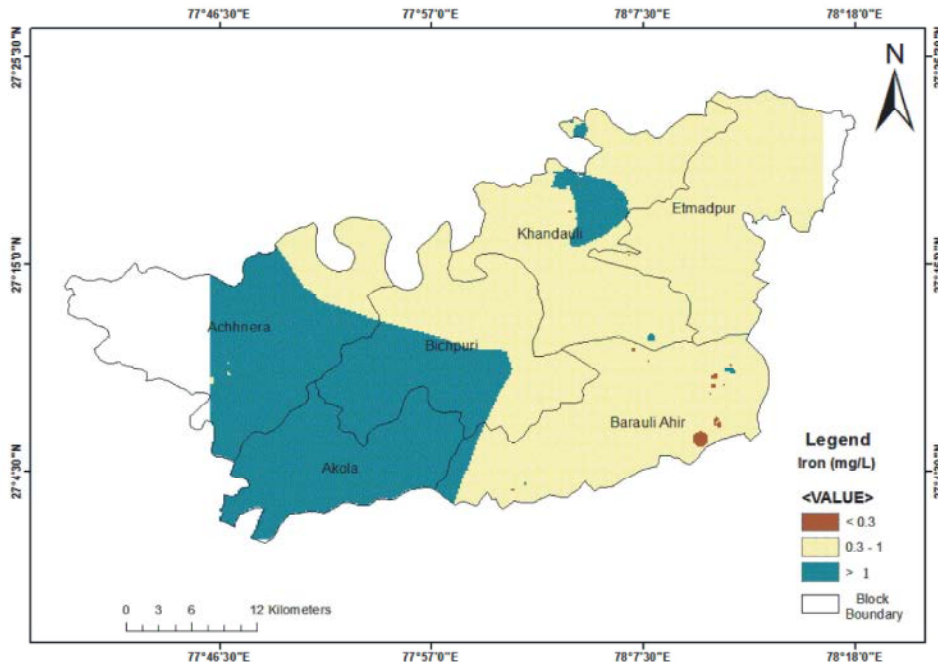 77°46'30"E 77°57'0"E 78°7'30"E 78°18'0"E
27°25'30"N
N
Etmadpur
Khandauli
27°15'0"N
Achhnera
Bichpuri
Barauli Ahir
Akola
27°4'30"N
Legend
Iron (mg/L)
<VALUE>
< 0.3
0.3 - 1
> 1
Block
Boundary
0 3 6 12 Kilometers
77°46'30"E 77°57'0"E 78°7'30"E 78°18'0"E